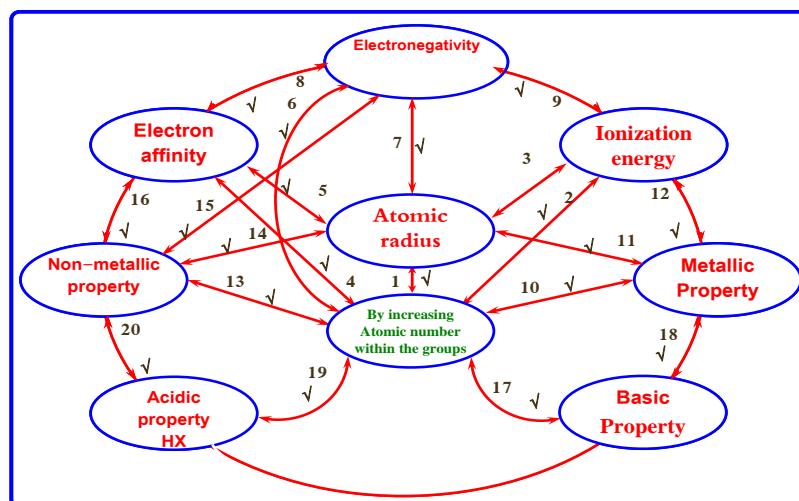 Electronegativity
8
6
9
√
√
√
Electron
affinity
7
√
Ionization
energy
3
√
5
2
12
16
15
Atomic
radius
√
√
√
14
√
√
11
√
Non−metallic
property
13
√
4
√
1
√
10
√
Metallic
Property
By increasing
Atomic number
within the groups
20
√
18
√
19
√
17
√
Acidic
property
HX
Basic
Property